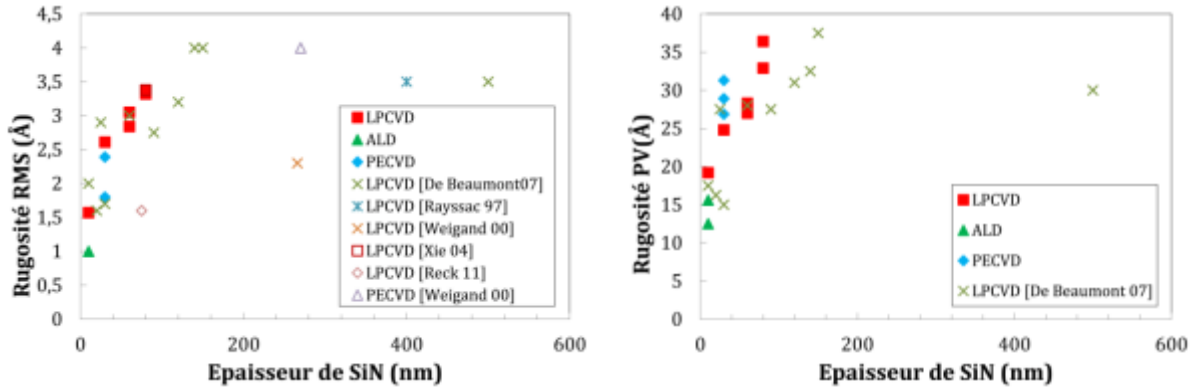 Rugosité RMS (Å)
4,5
4
3,5
3
2,5
2
1,5
1
0,5
0
0
200
400
600
Epaisseur de SiN (nm)
LPCVD
ALD
PECVD
LPCVD [De Beaumont07]
LPCVD [Rayssac 97]
LPCVD [Weigand 00]
LPCVD [Xie 04]
LPCVD [Reck 11]
PECVD [Weigand 00]
Rugosité PV(Å)
40
35
30
25
20
15
10
5
0
0
200
400
600
Epaisseur de SiN (nm)
LPCVD
ALD
PECVD
LPCVD [De Beaumont 07]